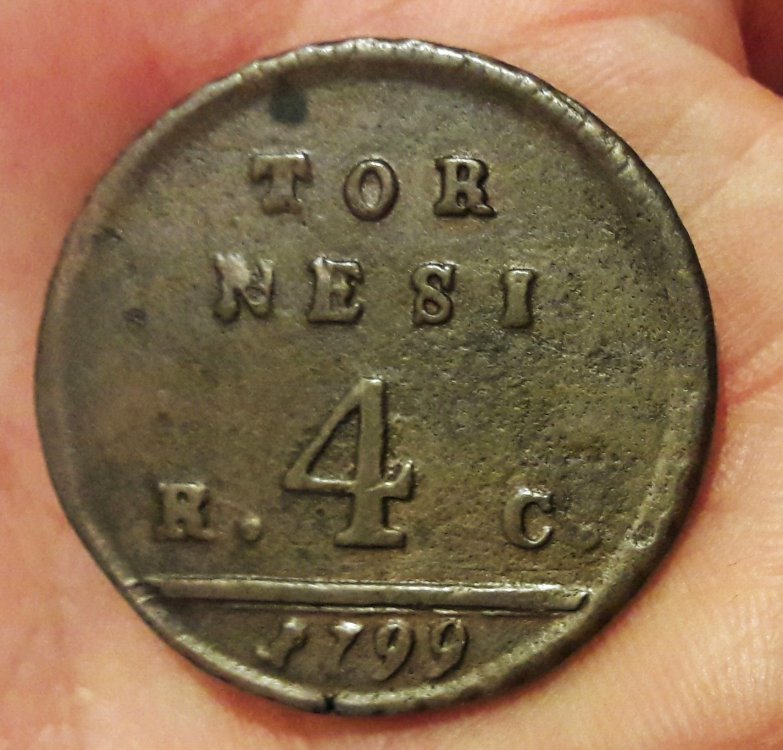 TOR
NESI
R. 4 C.
1799